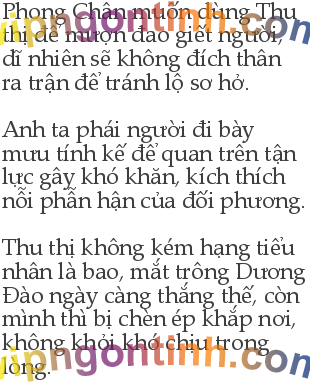 Phong Chân muốn dùng Thu
thị để mượn đao giết người,
dĩ nhiên sẽ không đích thân
ra trận để tránh lộ sơ hở.
Anh ta phái người đi bày
mưu tính kế để quan trên tận
lực gây khó khăn, kích thích
nỗi phẫn hận của đối phương.
Thu thị không kém hạng tiểu
nhân là bao, mắt trông Dương
Đào ngày càng thắng thế, còn
mình thì bị chèn ép khắp nơi,
không khỏi khó chịu trong
lòng.
vipngontinh.com
vipngontinh.com